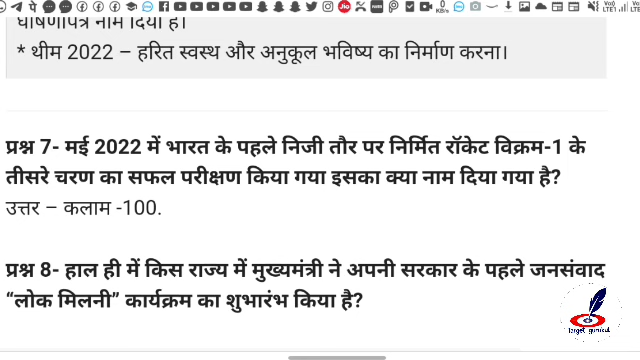 घोषणापत्र नाम दिया है।
* थीम 2022 – हरित स्वस्थ और अनुकूल भविष्य का निर्माण करना।
प्रश्न 7- मई 2022 में भारत के पहले निजी तौर पर निर्मित रॉकेट विक्रम-1 के
तीसरे चरण का सफल परीक्षण किया गया इसका क्या नाम दिया गया है?
उत्तर – कलाम -100.
प्रश्न 8- हाल ही में किस राज्य में मुख्यमंत्री ने अपनी सरकार के पहले जनसंवाद
“लोक मिलनी” कार्यक्रम का शुभारंभ किया है?
target gurukul